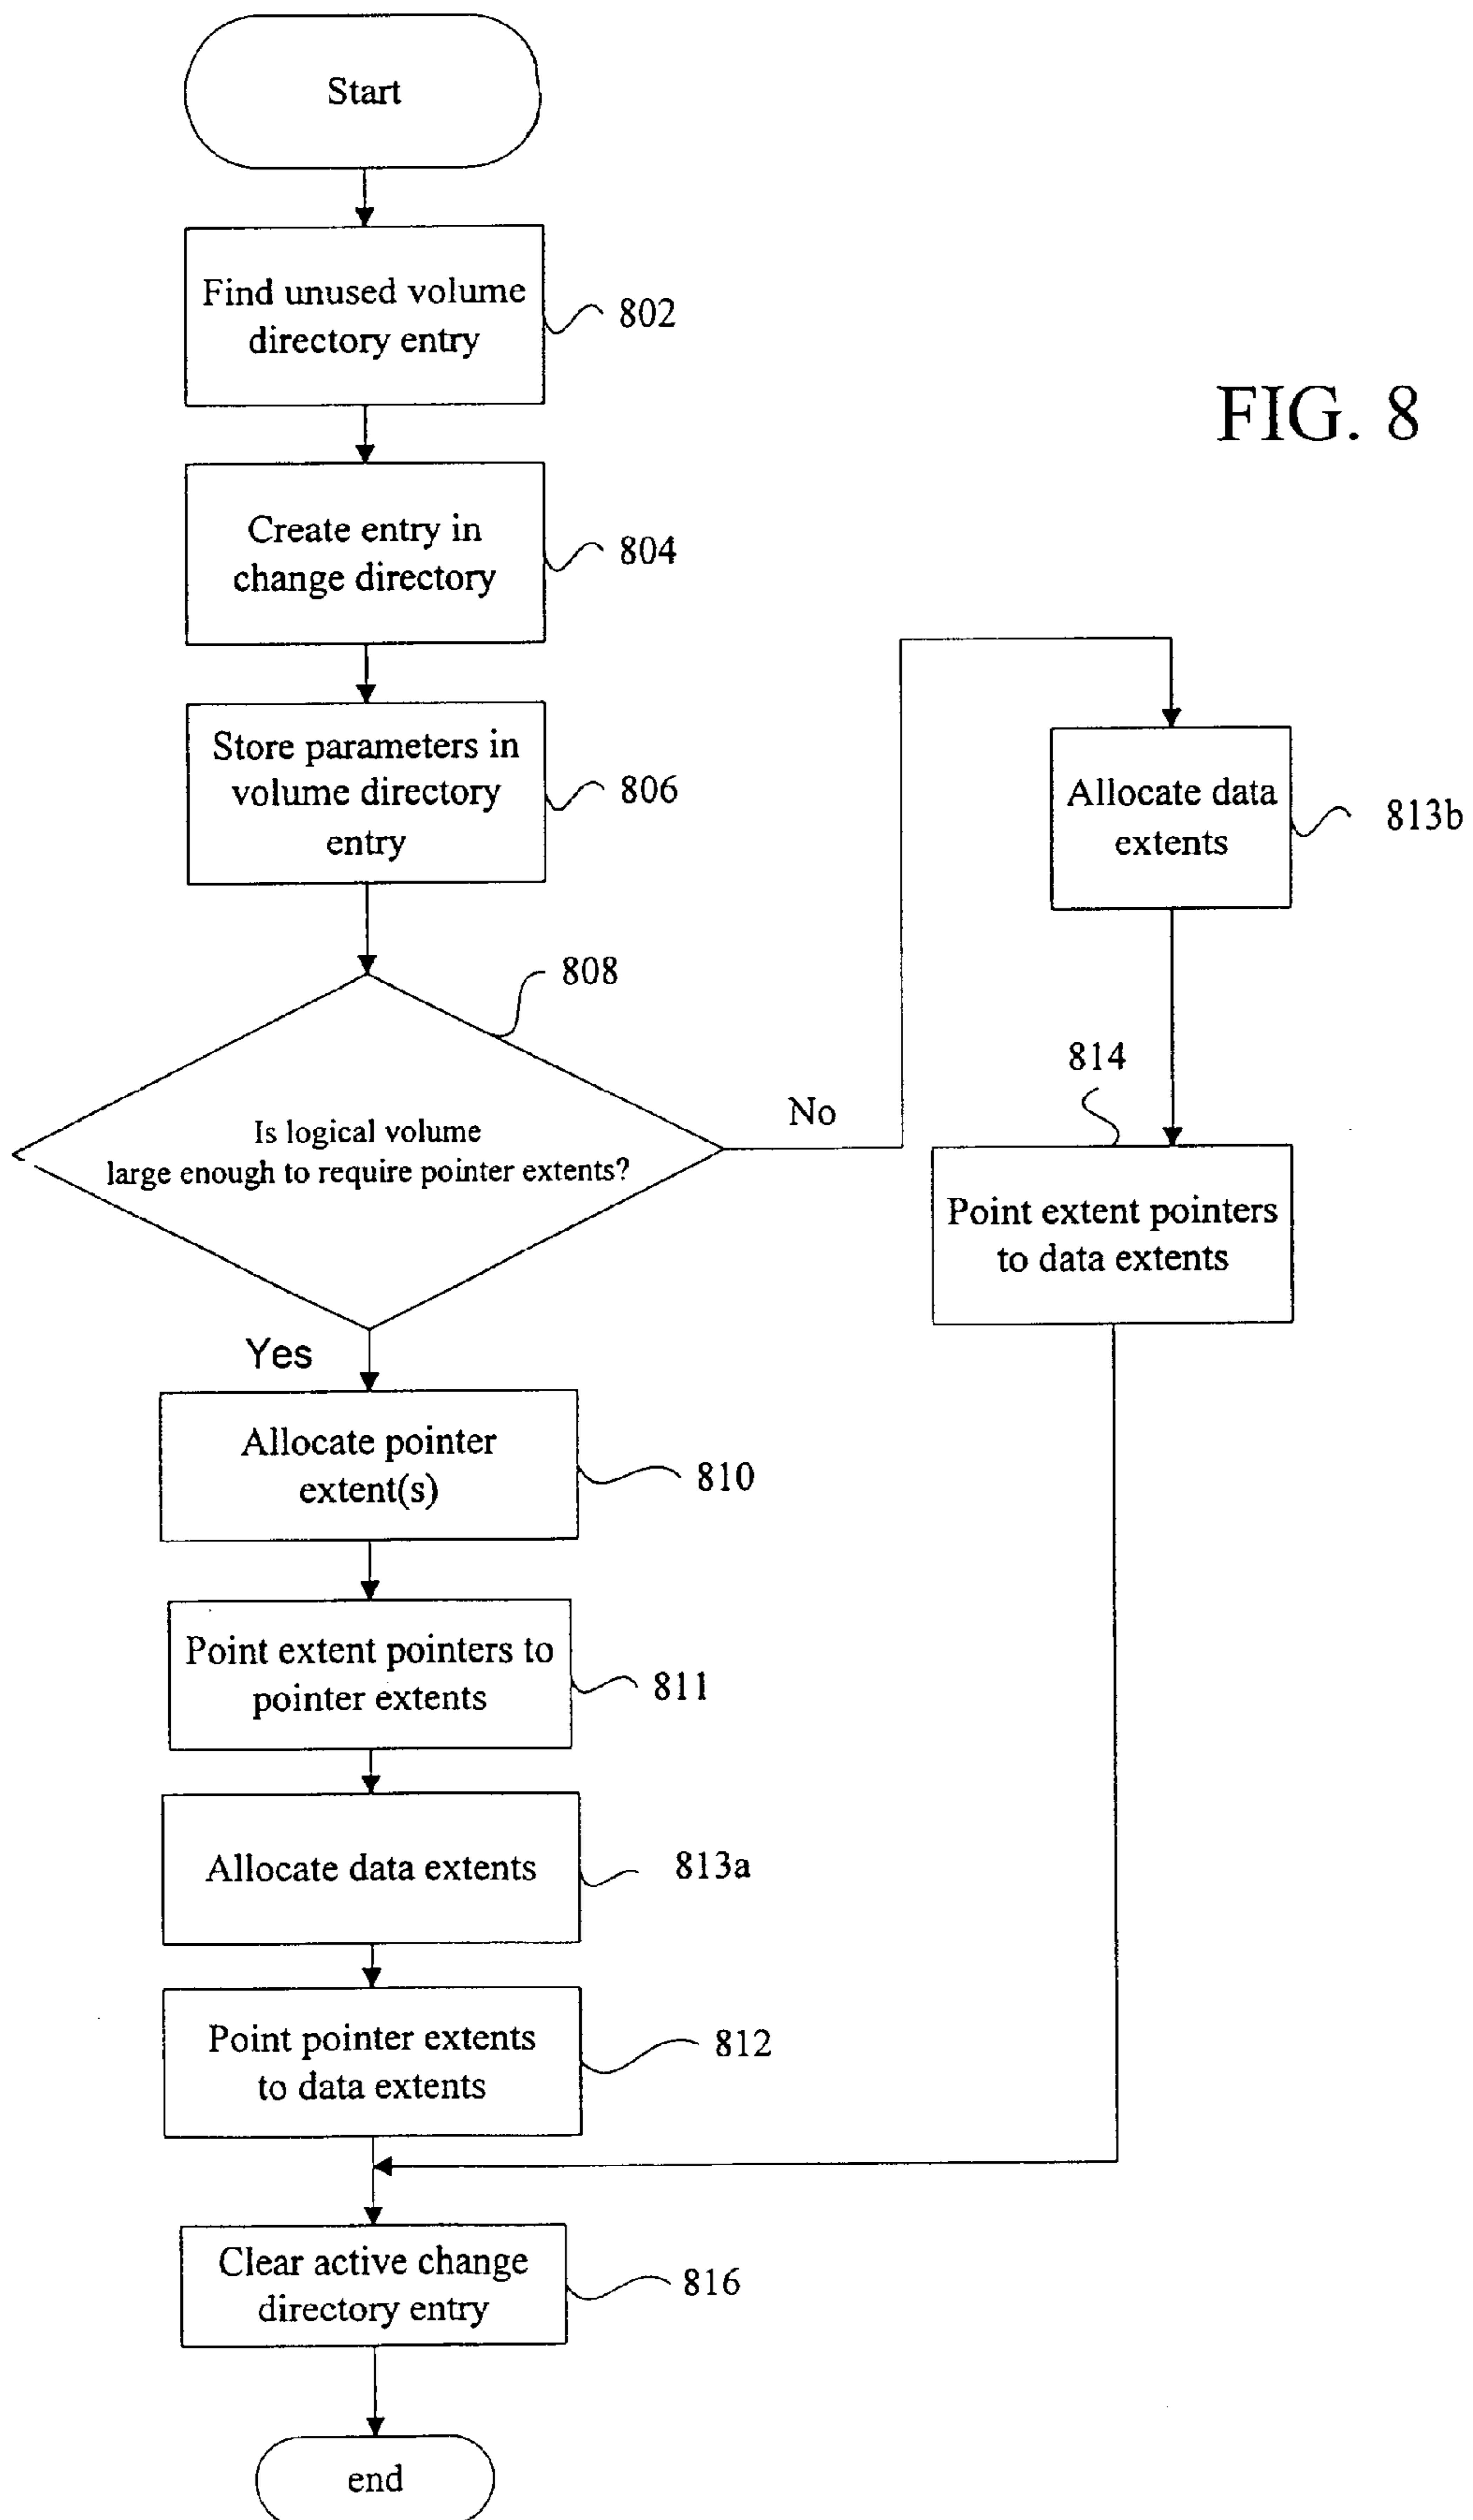 Start
Find unused volume
directory entry
802
FIG. 8
Create entry in
change directory
804
Store parameters in
volume directory
entry
806
Allocate data
extents
813b
808
Is logical volume
large enough to require pointer extents?
No
814
Point extent pointers
to data extents
Yes
Allocate pointer
extent(s)
810
Point extent pointers to
pointer extents
811
Allocate data extents
813a
Point pointer extents
to data extents
812
Clear active change
directory entry
816
end